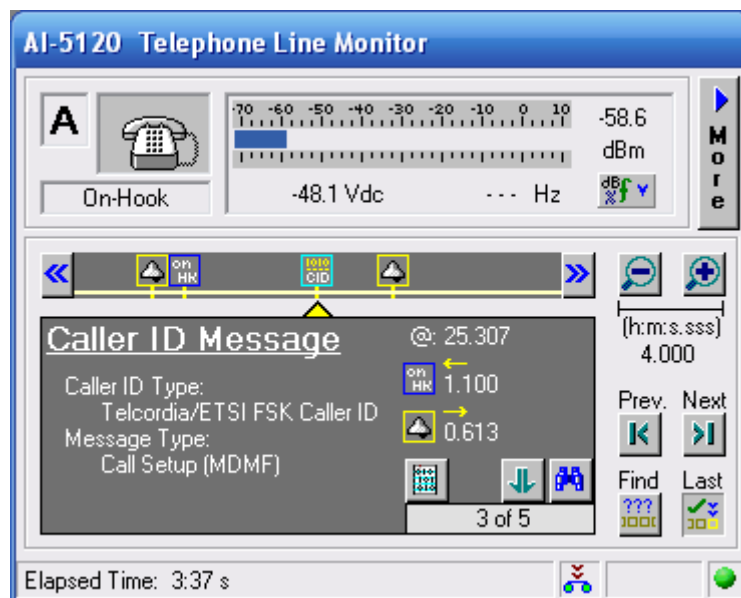 AI-5120 Telephone Line Monitor
A
On-Hook
-70 -60 -50 -40 -30 -20 -10 0 10
-58.6
dBm
-48.1 Vdc
--- Hz
dB
%
f
More
on
HK
1010
CID
Caller ID Message
@: 25.307
Caller ID Type:
Telcordia/ETSI FSK Caller ID
Message Type:
Call Setup (MDMF)
on
HK
1.100
0.613
3 of 5
(h:m:s.sss)
4.000
Prev. Next
Find Last
???
Elapsed Time: 3:37 s